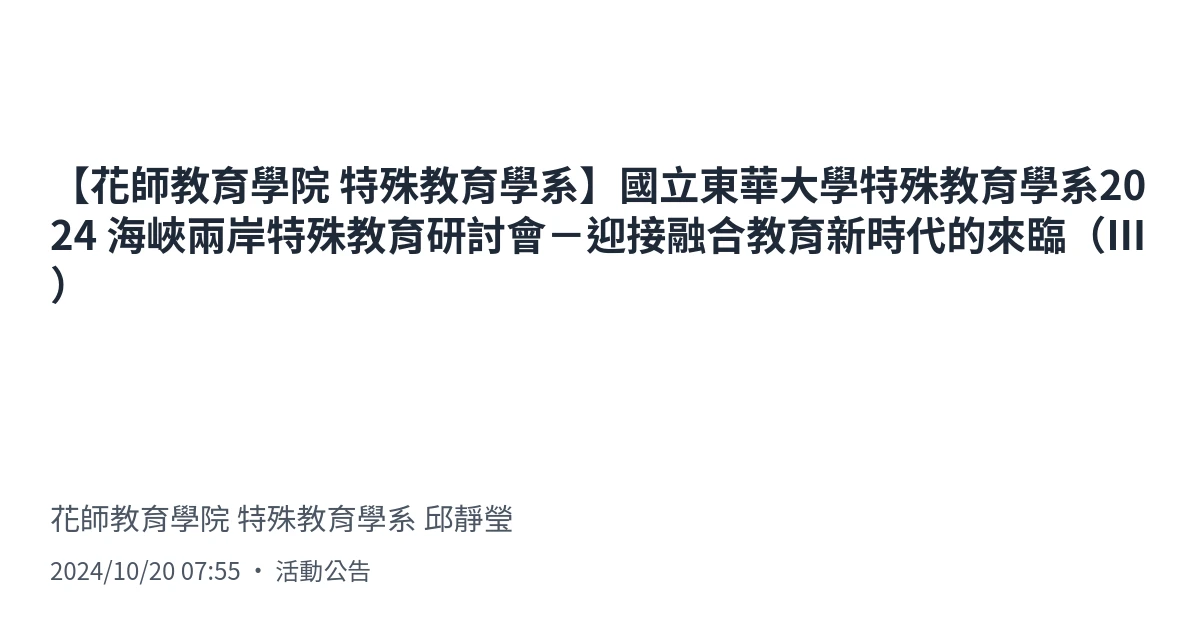 【花師教育學院 特殊教育學系】國立東華大學特殊教育學系20
24 海峽兩岸特殊教育研討會－迎接融合教育新時代的來臨（III
）
花師教育學院 特殊教育學系 邱靜瑩
2024/10/20 07:55 ・ 活動公告